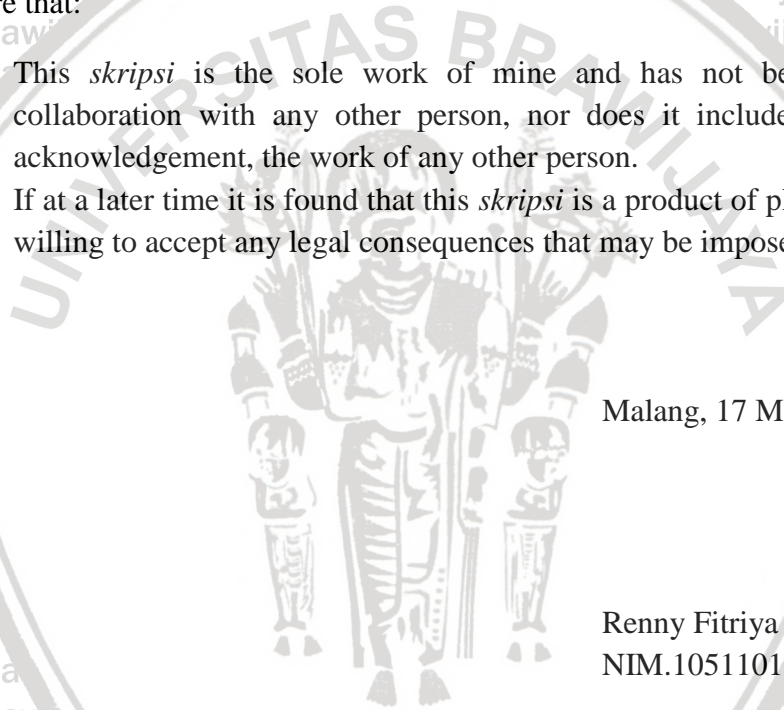 re that:
UNIVERSITAS BRAWIJAYA
This skripsi is the sole work of mine and has not be
collaboration with any other person, nor does it include
acknowledgement, the work of any other person.
If at a later time it is found that this skripsi is a product of pl
willing to accept any legal consequences that may be impose
Malang, 17 M
Renny Fitriya
NIM.1051101